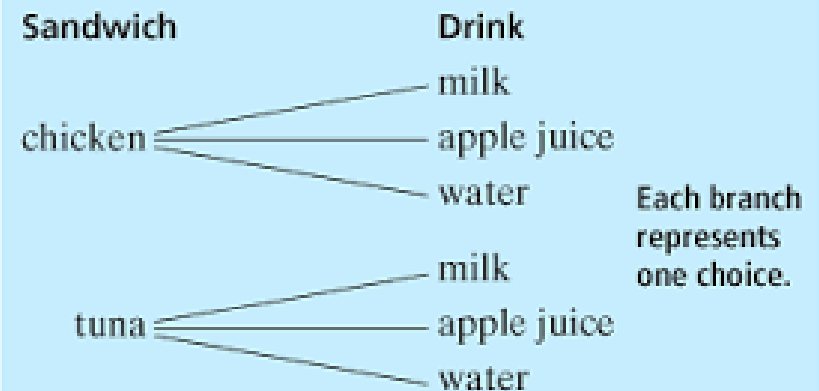 Sandwich Drink
milk
chicken apple juice
water
Each branch
represents
one choice.
milk
tuna apple juice
water